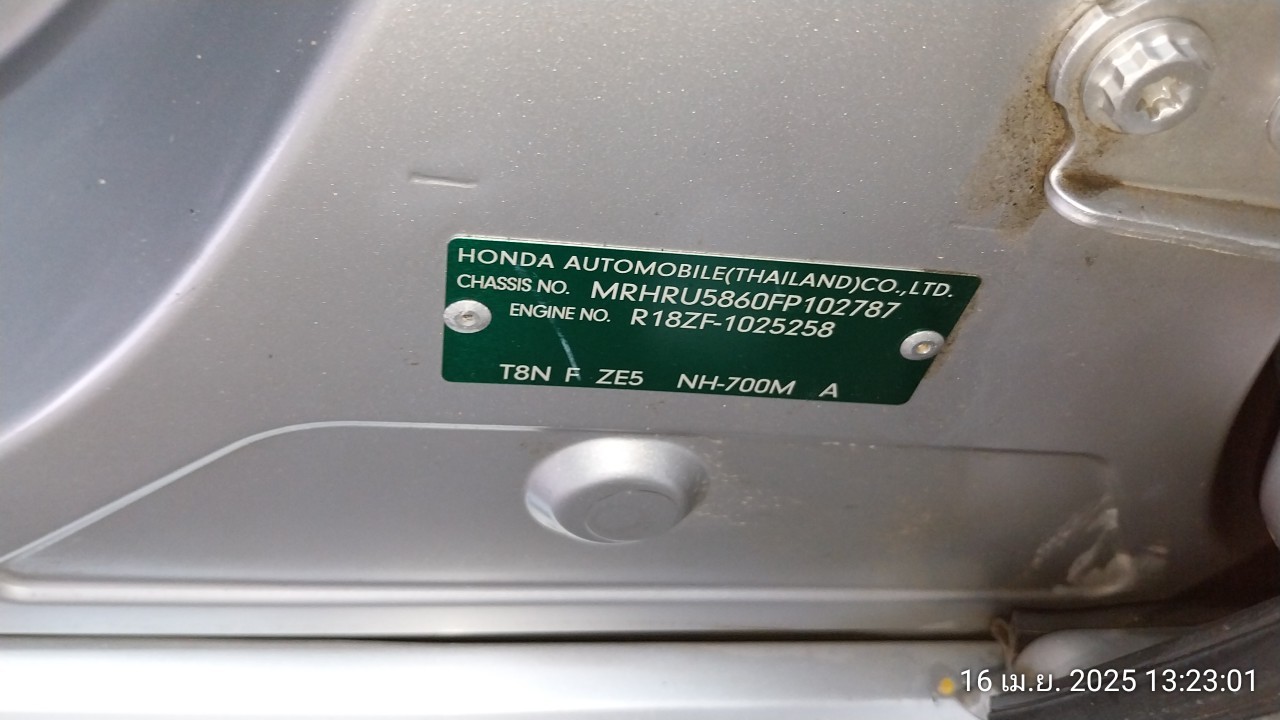 HONDA AUTOMOBILE(THAILAND)CO.,LTD.
CHASSIS NO. MRHRU5860FP102787
ENGINE NO. R18ZF-1025258
T8N F ZE5 NH-700M A
16 เม.ย. 2025 13:23:01